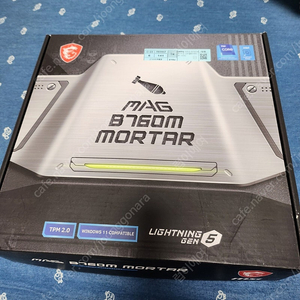 MAG
B760M
MORTAR
TPM 2.0
WINDOWS 11 COMPATIBLE
LIGHTNING
GEN 5
MAG B760M MORTAR